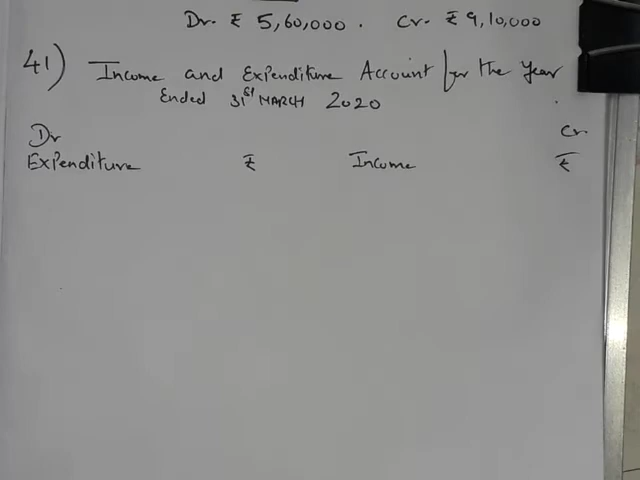 Dr. ₹ 5,60,000. Cr. ₹ 9,10,000
41) Income and Expenditure Account for the Year
Ended 31st MARCH 2020
Dr Cr.
Expenditure ₹ Income ₹